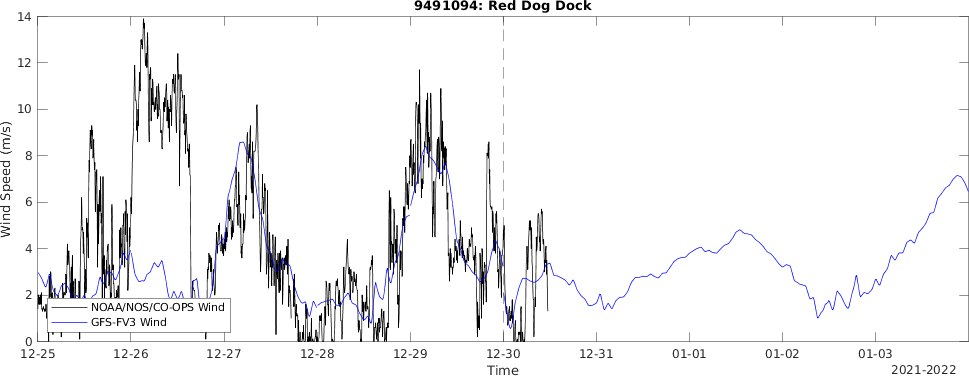 9491094: Red Dog Dock
14
12
10
8
6
4
2
0
Wind Speed (m/s)
NOAA/NOS/CO-OPS Wind
GFS-FV3 Wind
12-25 12-26 12-27 12-28 12-29 12-30 12-31 01-01 01-02 01-03
Time
2021-2022